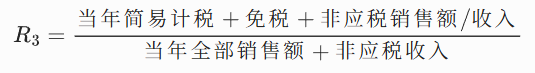 R₃ = 当年简易计税 + 免税 + 非应税销售额/收入
当年全部销售额 + 非应税收入